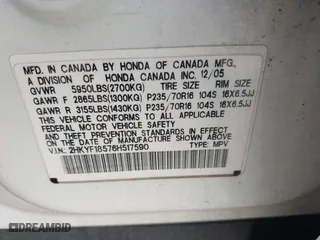 MFD. IN CANADA BY HONDA OF CANADA MFG.,
A DIVISION OF HONDA CANADA INC. 12/05
GVWR 5950LBS(2700KG) TIRE SIZE RIM SIZE
GAWR F 2865LBS(1300KG) P235/70R16 104S 16X6.5JJ
GAWR R 3155LBS(1430KG) P235/70R16 104S 16X6.5JJ
THIS VEHICLE CONFORMS TO ALL APPLICABLE
FEDERAL MOTOR VEHICLE SAFETY
AND THEFT PREVENTION STANDARDS IN EFFECT ON THE
DATE OF MANUFACTURE SHOWN ABOVE.
V.I.N.: 2HKYF18576H517590 TYPE: MPV
DREAMBID